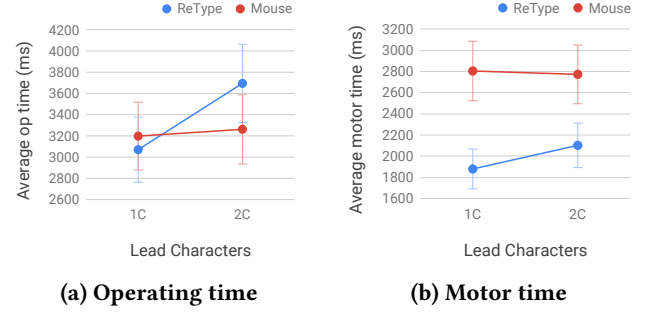 ReType Mouse
Average op time (ms)
4200
4000
3800
3600
3400
3200
3000
2800
2600
1C 2C
Lead Characters
(a) Operating time
ReType Mouse
Average motor time (ms)
3200
3000
2800
2600
2400
2200
2000
1800
1600
1C 2C
Lead Characters
(b) Motor time